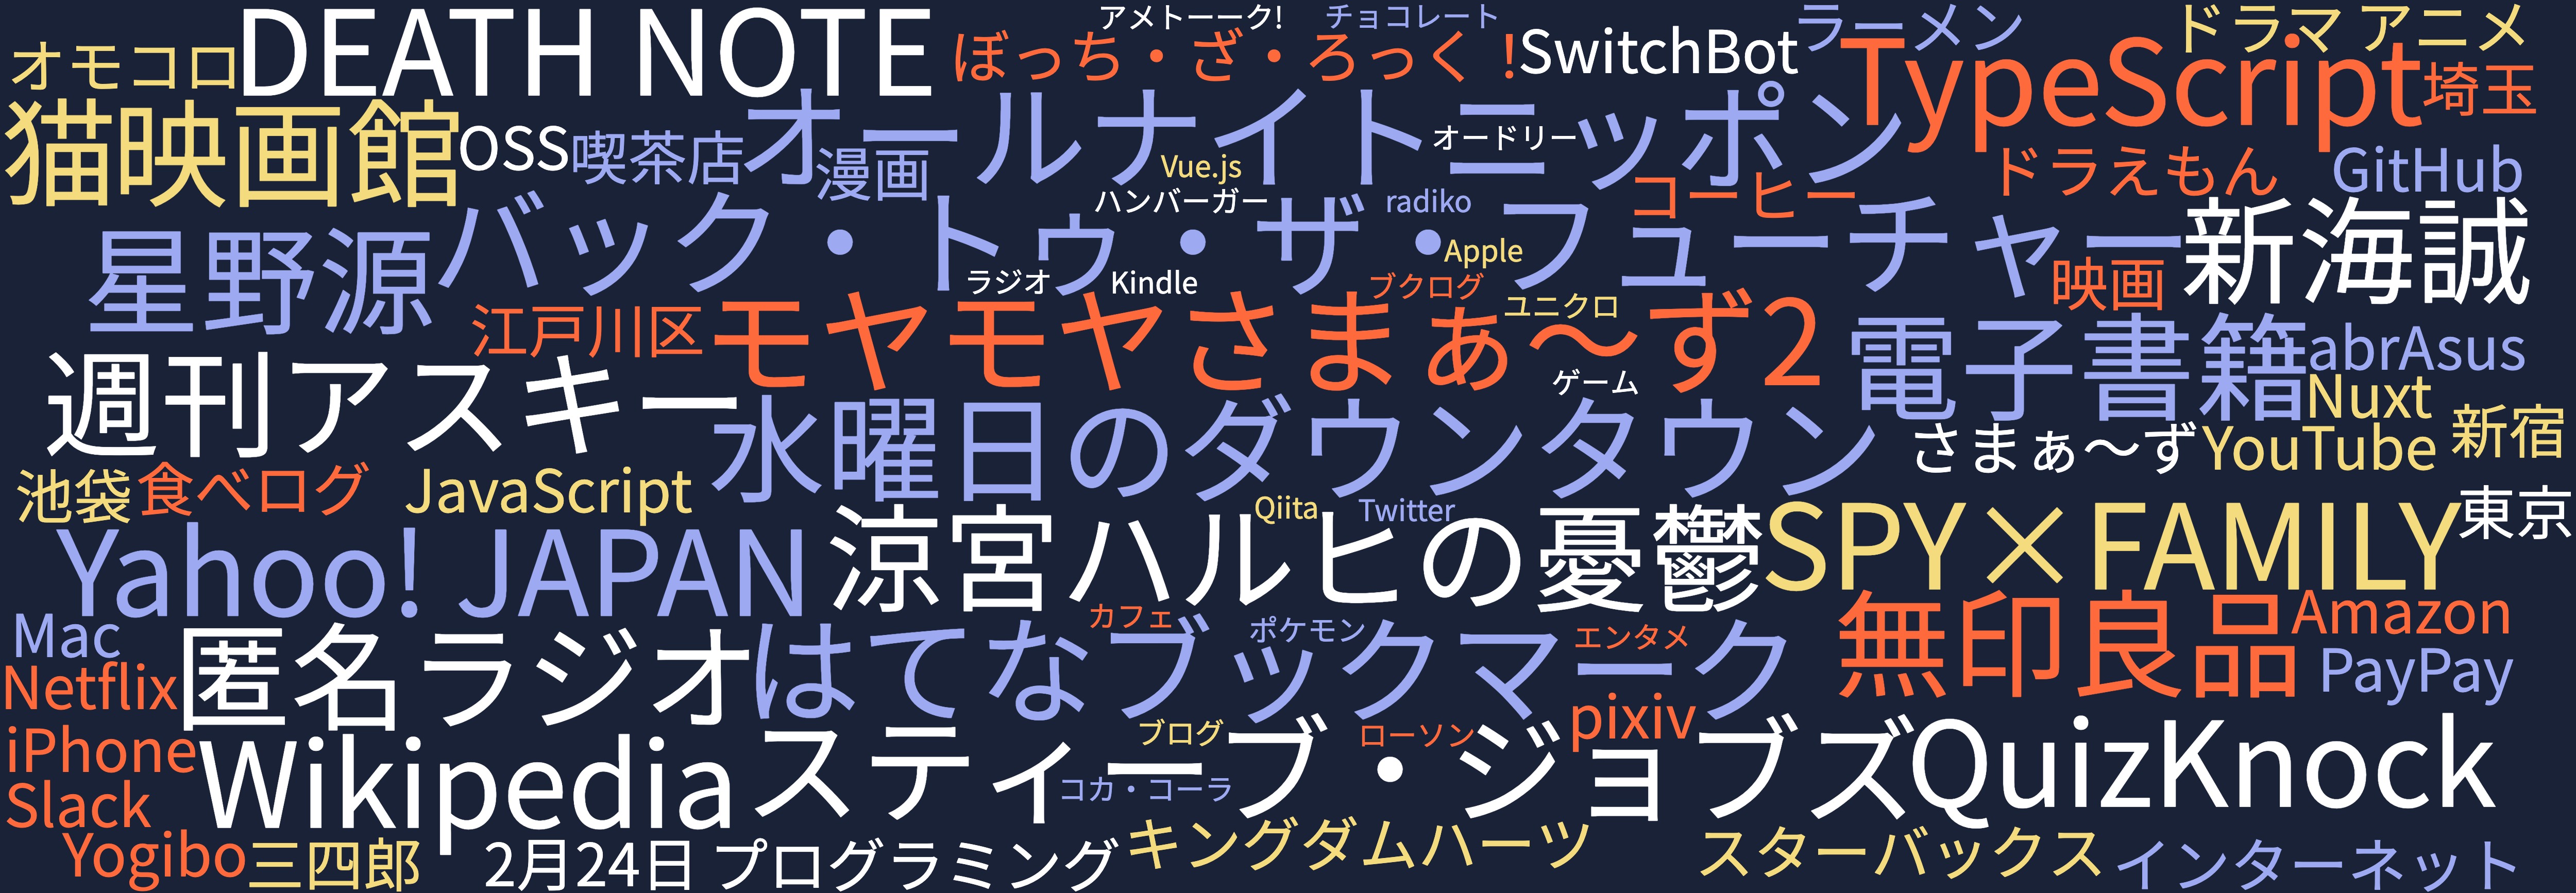 アメトーーク!
チョコレート
ラーメン
ドラマ
アニメ
オモコロ
DEATH NOTE
ぼっち・ざ・ろっく!
SwitchBot
TypeScript
埼玉
猫
映画館
OSS
喫茶店
漫画
オールナイトニッポン
オードリー
Vue.js
ドラえもん
GitHub
ハンバーガー
radiko
コーヒー
星野源
バック・トゥ・ザ・フューチャー
Apple
映画
新海誠
ラジオ
Kindle
ブクログ
ユニクロ
江戸川区
モヤモヤさまぁ〜ず2
電子書籍
abrAsus
週刊アスキー
ゲーム
Nuxt
水曜日のダウンタウン
さまぁ〜ず
YouTube
新宿
池袋
食べログ
JavaScript
Qiita
Twitter
東京
Yahoo! JAPAN
涼宮ハルヒの憂鬱
SPY×FAMILY
Mac
カフェ
ポケモン
エンタメ
無印良品
Amazon
Netflix
匿名ラジオ
はてなブックマーク
PayPay
pixiv
iPhone
Wikipedia
スティーブ・ジョブズ
ブログ
ローソン
QuizKnock
Slack
コカ・コーラ
Yogibo
三四郎
2月24日
プログラミング
キングダムハーツ
スターバックス
インターネット